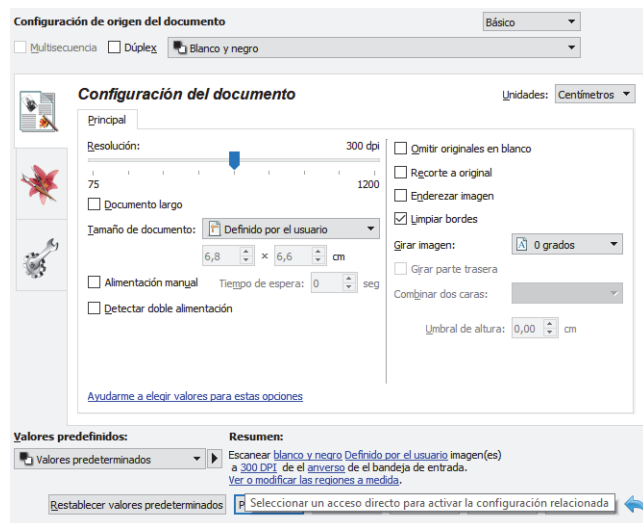 Configuración de origen del documento
Básico
Multisecuencia Dúplex Blanco y negro
Configuración del documento
Unidades: Centímetros
Principal
Resolución: 300 dpi
75 1200
Documento largo
Tamaño de documento: Definido por el usuario
6,8 × 6,6 cm
Alimentación manual Tiempo de espera: 0 seg
Detectar doble alimentación
Omitir originales en blanco
Recorte a original
Enderezar imagen
Limpiar bordes
Girar imagen: 0 grados
Girar parte trasera
Combinar dos caras:
Umbral de altura: 0,00 cm
Ayudarme a elegir valores para estas opciones
Valores predefinidos:
Valores predeterminados
Resumen:
Escanear blanco y negro Definido por el usuario imagen(es)
a 300 DPI de el anverso de el bandeja de entrada.
Ver o modificar las regiones a medida.
Restablecer valores predeterminados
Seleccionar un acceso directo para activar la configuración relacionada